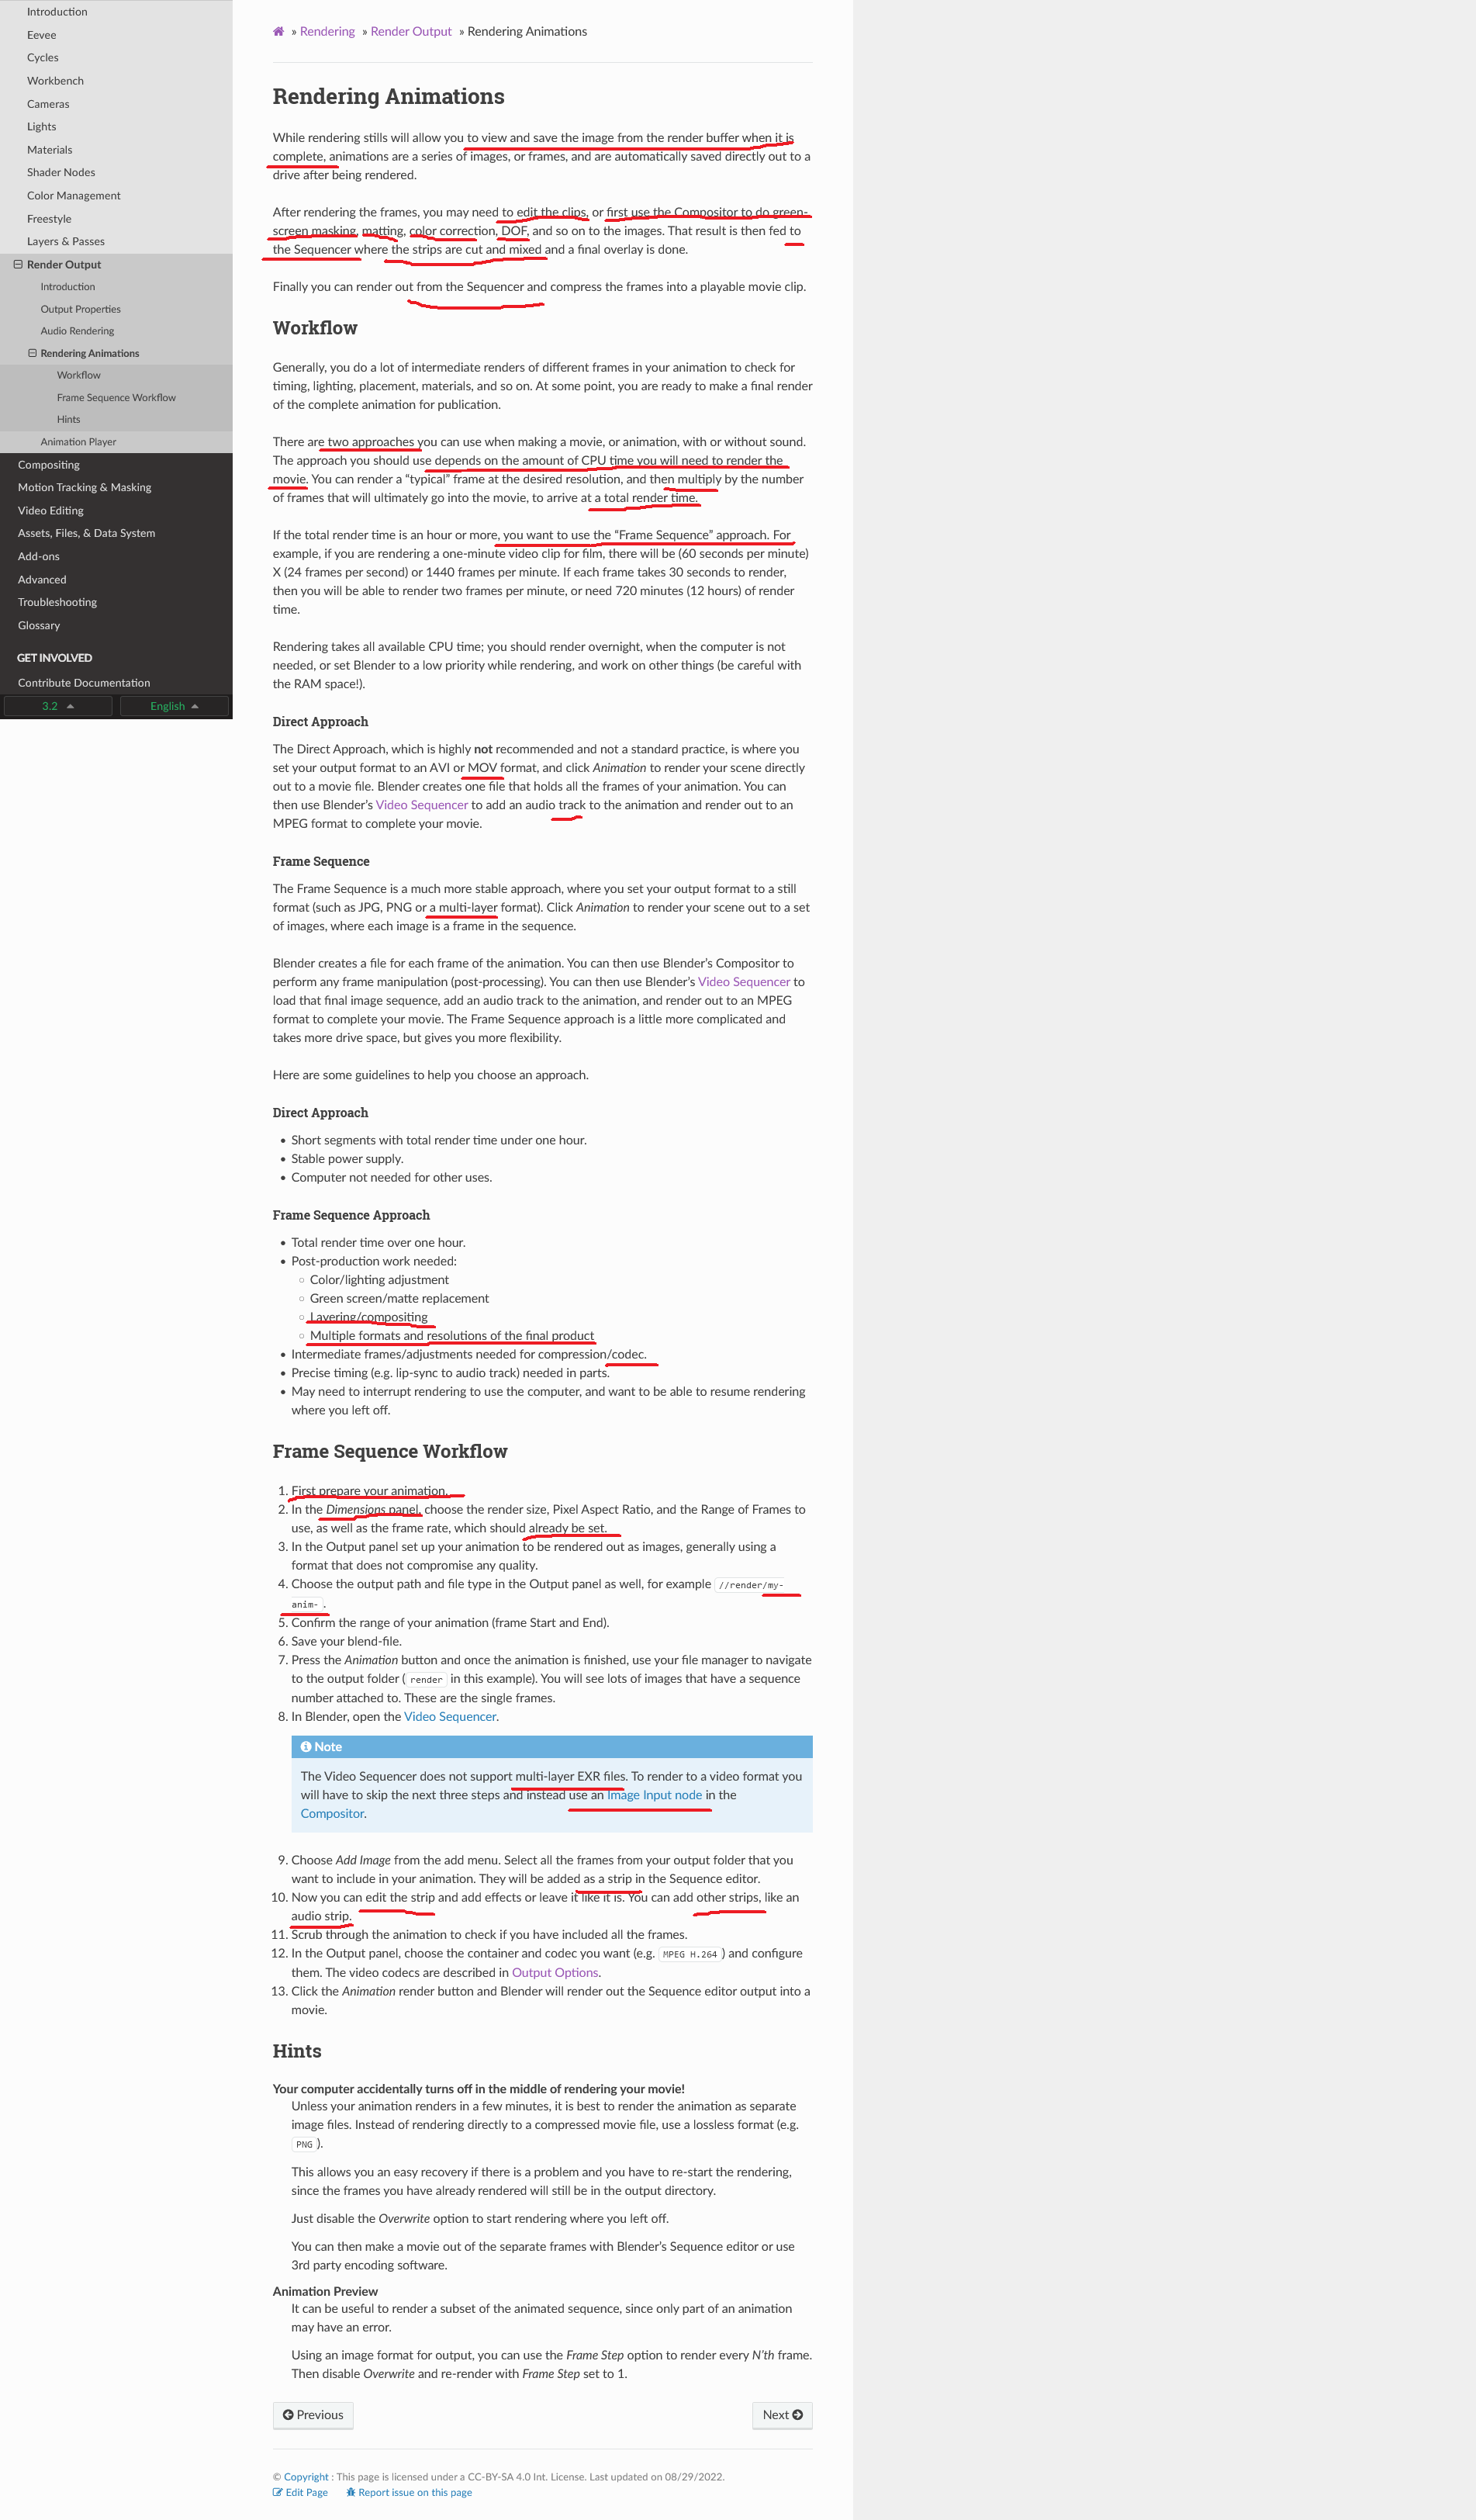 Introduction
Eevee
Cycles
Workbench
Cameras
Lights
Materials
Shader Nodes
Color Management
Freestyle
Layers & Passes
Render Output
Introduction
Output Properties
Audio Rendering
Rendering Animations
Workflow
Frame Sequence Workflow
Hints
Animation Player
Compositing
Motion Tracking & Masking
Video Editing
Assets, Files, & Data System
Add-ons
Advanced
Troubleshooting
Glossary
GET INVOLVED
Contribute Documentation
3.2 English
» Rendering » Render Output » Rendering Animations
Rendering Animations
While rendering stills will allow you to view and save the image from the render buffer when it is
complete, animations are a series of images, or frames, and are automatically saved directly out to a
drive after being rendered.
After rendering the frames, you may need to edit the clips, or first use the Compositor to do green-
screen masking, matting, color correction, DOF, and so on to the images. That result is then fed to
the Sequencer where the strips are cut and mixed and a final overlay is done.
Finally you can render out from the Sequencer and compress the frames into a playable movie clip.
Workflow
Generally, you do a lot of intermediate renders of different frames in your animation to check for
timing, lighting, placement, materials, and so on. At some point, you are ready to make a final render
of the complete animation for publication.
There are two approaches you can use when making a movie, or animation, with or without sound.
The approach you should use depends on the amount of CPU time you will need to render the
movie. You can render a “typical” frame at the desired resolution, and then multiply by the number
of frames that will ultimately go into the movie, to arrive at a total render time.
If the total render time is an hour or more, you want to use the “Frame Sequence” approach. For
example, if you are rendering a one-minute video clip for film, there will be (60 seconds per minute)
X (24 frames per second) or 1440 frames per minute. If each frame takes 30 seconds to render,
then you will be able to render two frames per minute, or need 720 minutes (12 hours) of render
time.
Rendering takes all available CPU time; you should render overnight, when the computer is not
needed, or set Blender to a low priority while rendering, and work on other things (be careful with
the RAM space!).
Direct Approach
The Direct Approach, which is highly not recommended and not a standard practice, is where you
set your output format to an AVI or MOV format, and click Animation to render your scene directly
out to a movie file. Blender creates one file that holds all the frames of your animation. You can
then use Blender’s Video Sequencer to add an audio track to the animation and render out to an
MPEG format to complete your movie.
Frame Sequence
The Frame Sequence is a much more stable approach, where you set your output format to a still
format (such as JPG, PNG or a multi-layer format). Click Animation to render your scene out to a set
of images, where each image is a frame in the sequence.
Blender creates a file for each frame of the animation. You can then use Blender’s Compositor to
perform any frame manipulation (post-processing). You can then use Blender’s Video Sequencer to
load that final image sequence, add an audio track to the animation, and render out to an MPEG
format to complete your movie. The Frame Sequence approach is a little more complicated and
takes more drive space, but gives you more flexibility.
Here are some guidelines to help you choose an approach.
Direct Approach
• Short segments with total render time under one hour.
• Stable power supply.
• Computer not needed for other uses.
Frame Sequence Approach
• Total render time over one hour.
• Post-production work needed:
○ Color/lighting adjustment
○ Green screen/matte replacement
○ Layering/compositing
○ Multiple formats and resolutions of the final product
• Intermediate frames/adjustments needed for compression/codec.
• Precise timing (e.g. lip-sync to audio track) needed in parts.
• May need to interrupt rendering to use the computer, and want to be able to resume rendering
where you left off.
Frame Sequence Workflow
1. First prepare your animation.
2. In the Dimensions panel, choose the render size, Pixel Aspect Ratio, and the Range of Frames to
use, as well as the frame rate, which should already be set.
3. In the Output panel set up your animation to be rendered out as images, generally using a
format that does not compromise any quality.
4. Choose the output path and file type in the Output panel as well, for example //render/my-
anim- .
5. Confirm the range of your animation (frame Start and End).
6. Save your blend-file.
7. Press the Animation button and once the animation is finished, use your file manager to navigate
to the output folder ( render in this example). You will see lots of images that have a sequence
number attached to. These are the single frames.
8. In Blender, open the Video Sequencer.
Note
The Video Sequencer does not support multi-layer EXR files. To render to a video format you
will have to skip the next three steps and instead use an Image Input node in the
Compositor.
9. Choose Add Image from the add menu. Select all the frames from your output folder that you
want to include in your animation. They will be added as a strip in the Sequence editor.
10. Now you can edit the strip and add effects or leave it like it is. You can add other strips, like an
audio strip.
11. Scrub through the animation to check if you have included all the frames.
12. In the Output panel, choose the container and codec you want (e.g. MPEG H.264 ) and configure
them. The video codecs are described in Output Options.
13. Click the Animation render button and Blender will render out the Sequence editor output into a
movie.
Hints
Your computer accidentally turns off in the middle of rendering your movie!
Unless your animation renders in a few minutes, it is best to render the animation as separate
image files. Instead of rendering directly to a compressed movie file, use a lossless format (e.g.
PNG ).
This allows you an easy recovery if there is a problem and you have to re-start the rendering,
since the frames you have already rendered will still be in the output directory.
Just disable the Overwrite option to start rendering where you left off.
You can then make a movie out of the separate frames with Blender’s Sequence editor or use
3rd party encoding software.
Animation Preview
It can be useful to render a subset of the animated sequence, since only part of an animation
may have an error.
Using an image format for output, you can use the Frame Step option to render every N’th frame.
Then disable Overwrite and re-render with Frame Step set to 1.
Previous Next
© Copyright : This page is licensed under a CC-BY-SA 4.0 Int. License. Last updated on 08/29/2022.
Edit Page Report issue on this page